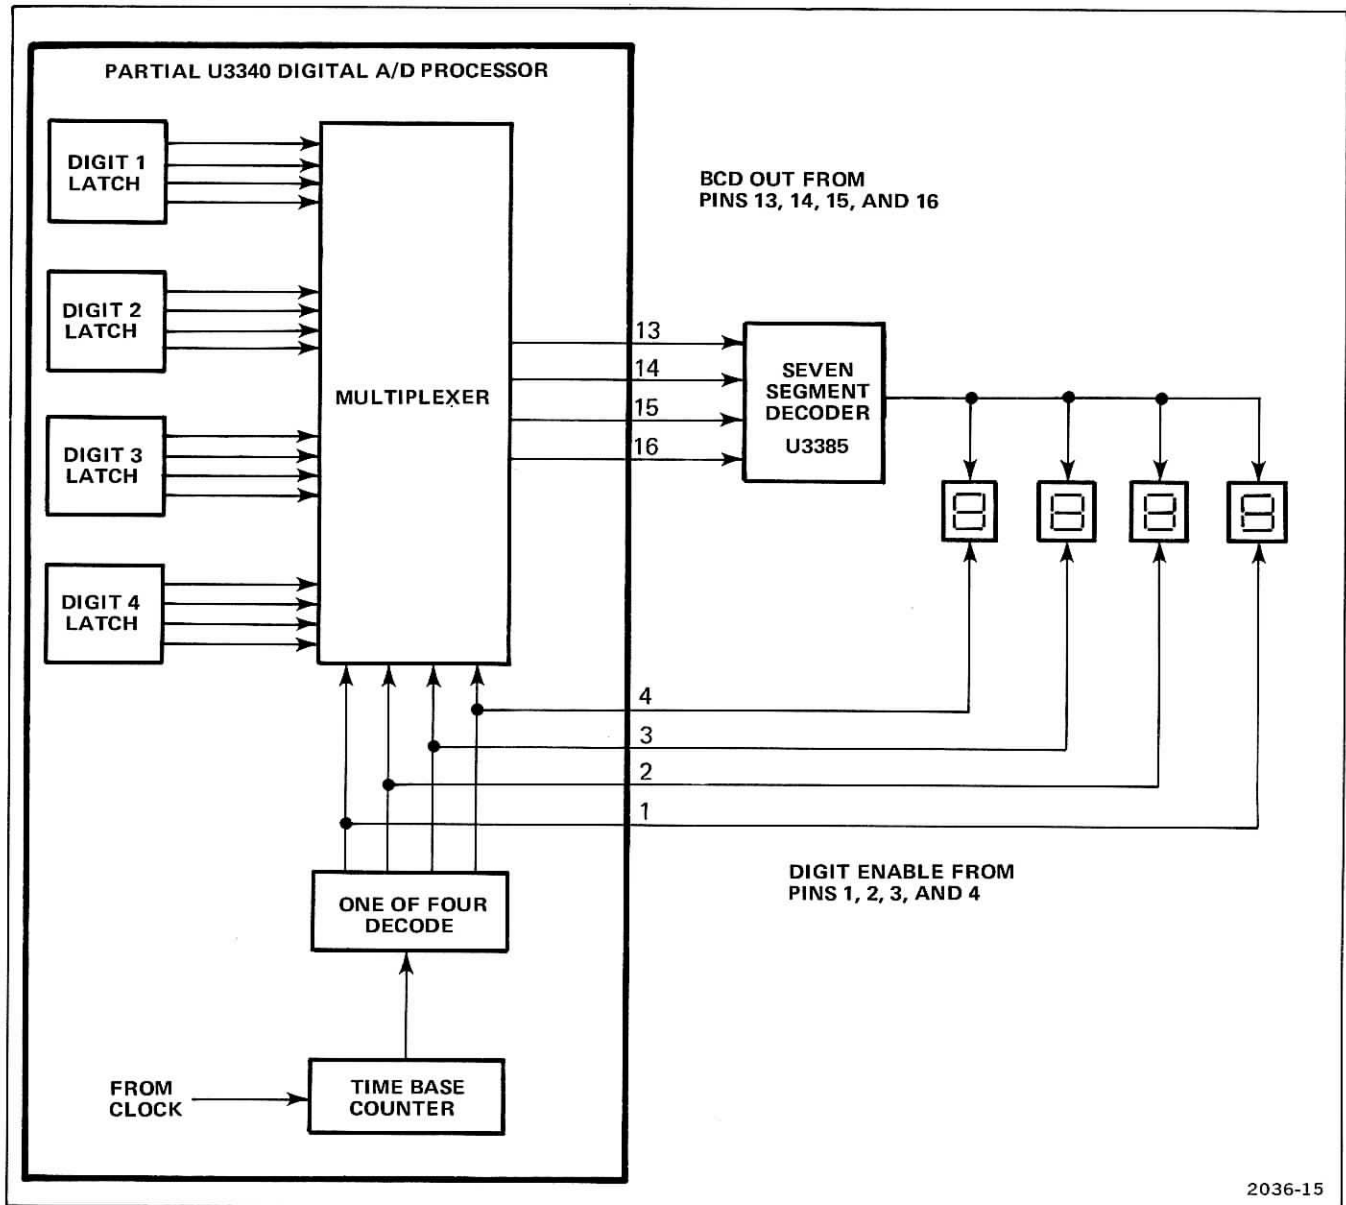 PARTIAL U3340 DIGITAL A/D PROCESSOR
DIGIT 1
LATCH
DIGIT 2
LATCH
DIGIT 3
LATCH
DIGIT 4
LATCH
MULTIPLEXER
BCD OUT FROM
PINS 13, 14, 15, AND 16
13
14
15
16
SEVEN
SEGMENT
DECODER
U3385
4
3
2
1
DIGIT ENABLE FROM
PINS 1, 2, 3, AND 4
ONE OF FOUR
DECODE
FROM
CLOCK
TIME BASE
COUNTER
2036-15